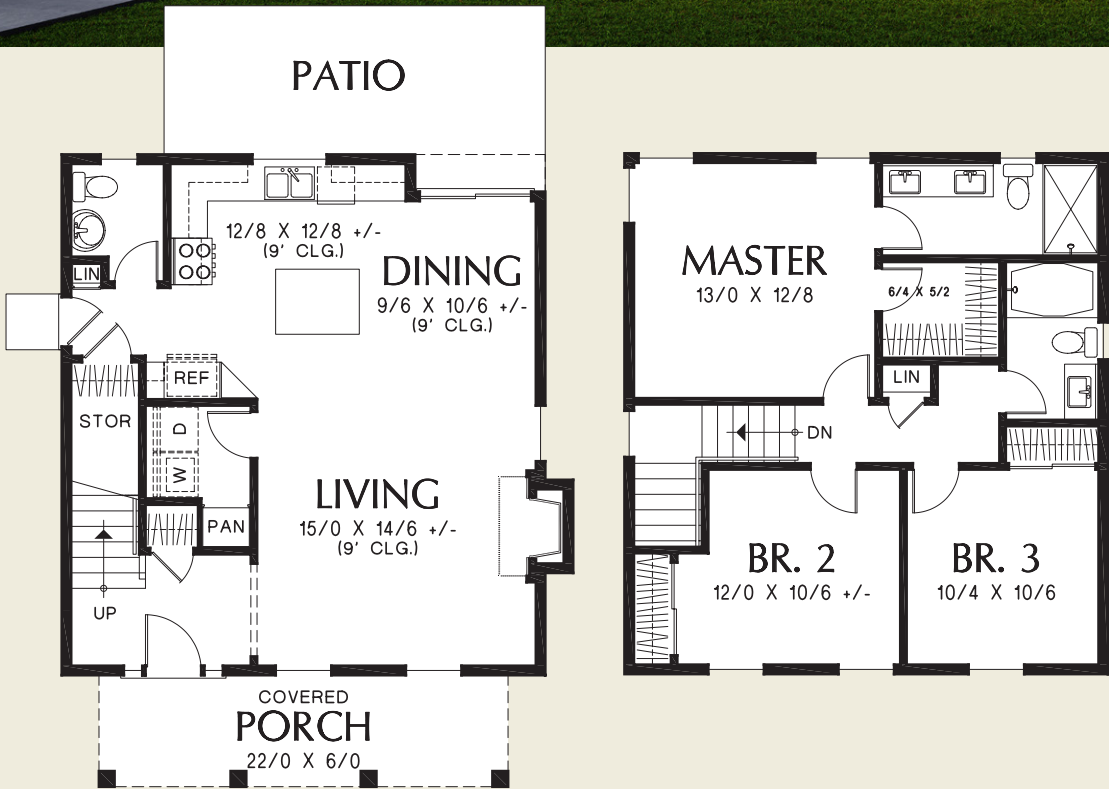 PATIO
12/8 X 12/8 +/-
(9' CLG.)
DINING
9/6 X 10/6 +/-
(9' CLG.)
LIN
REF
STOR
D
W
PAN
LIVING
15/0 X 14/6 +/-
(9' CLG.)
UP
COVERED
PORCH
22/0 X 6/0
MASTER
13/0 X 12/8
6/4 X 5/2
LIN
DN
BR. 2
12/0 X 10/6 +/-
BR. 3
10/4 X 10/6